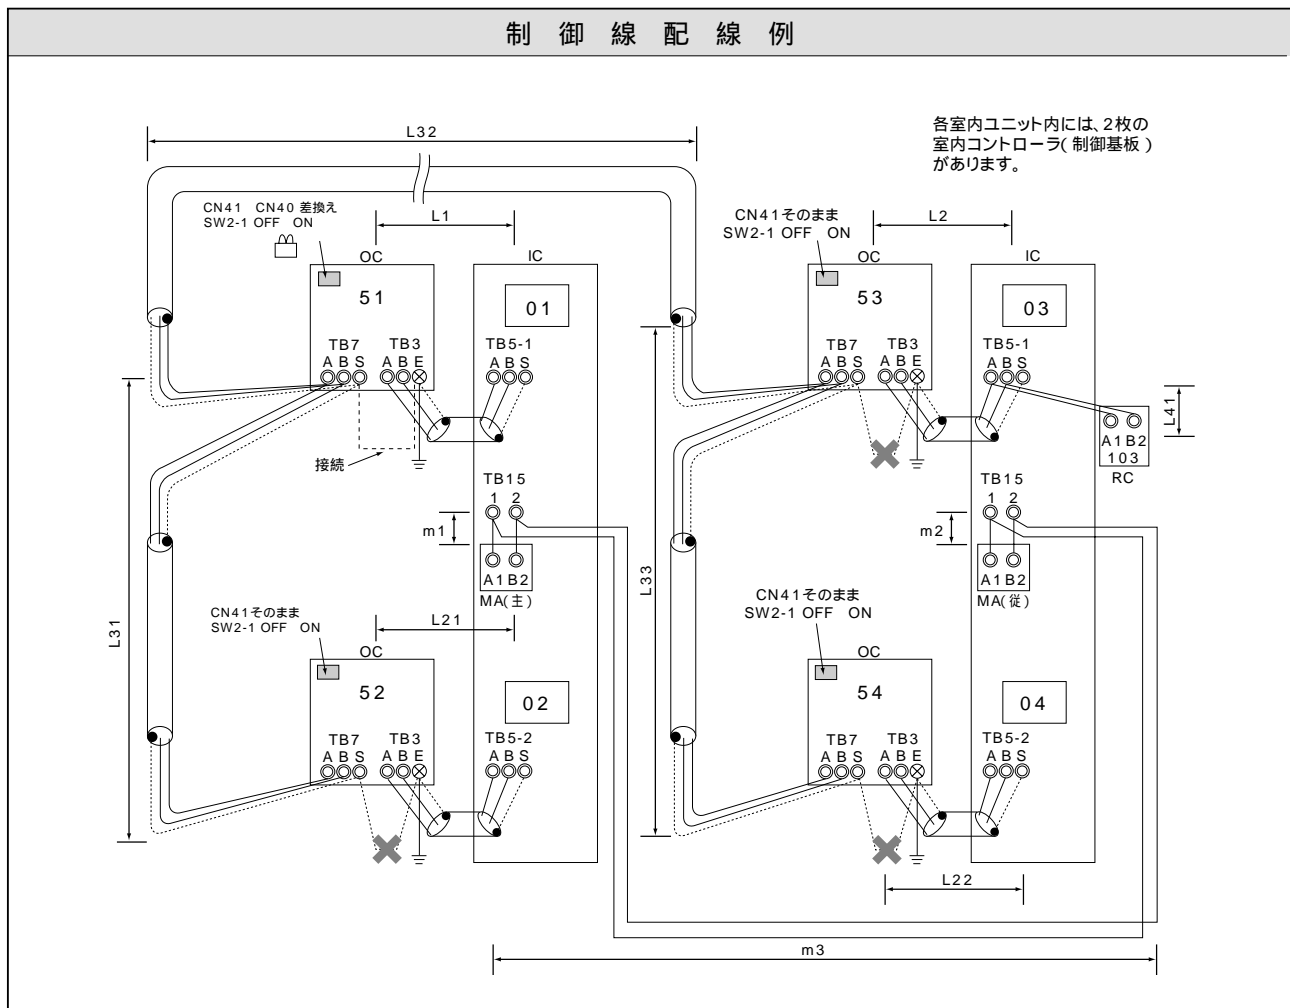 制御線配線例
各室内ユニット内には、2枚の
室内コントローラ(制御基板)
があります。
L32
CN41 CN40 差換え
SW2-1 OFF ON
L1
CN41そのまま
SW2-1 OFF ON
L2
OC
IC
OC
IC
51
01
53
03
TB7 TB3
A B S A B E
TB5-1
A B S
TB7 TB3
A B S A B E
TB5-1
A B S
L41
A1 B2
103
RC
接続
TB15
1 2
m1
A1 B2
MA(主)
TB15
1 2
m2
A1 B2
MA(従)
L31
L33
CN41そのまま
SW2-1 OFF ON
L21
CN41そのまま
SW2-1 OFF ON
OC
OC
52
02
54
04
TB7 TB3
A B S A B E
TB5-2
A B S
TB7 TB3
A B S A B E
TB5-2
A B S
L22
m3